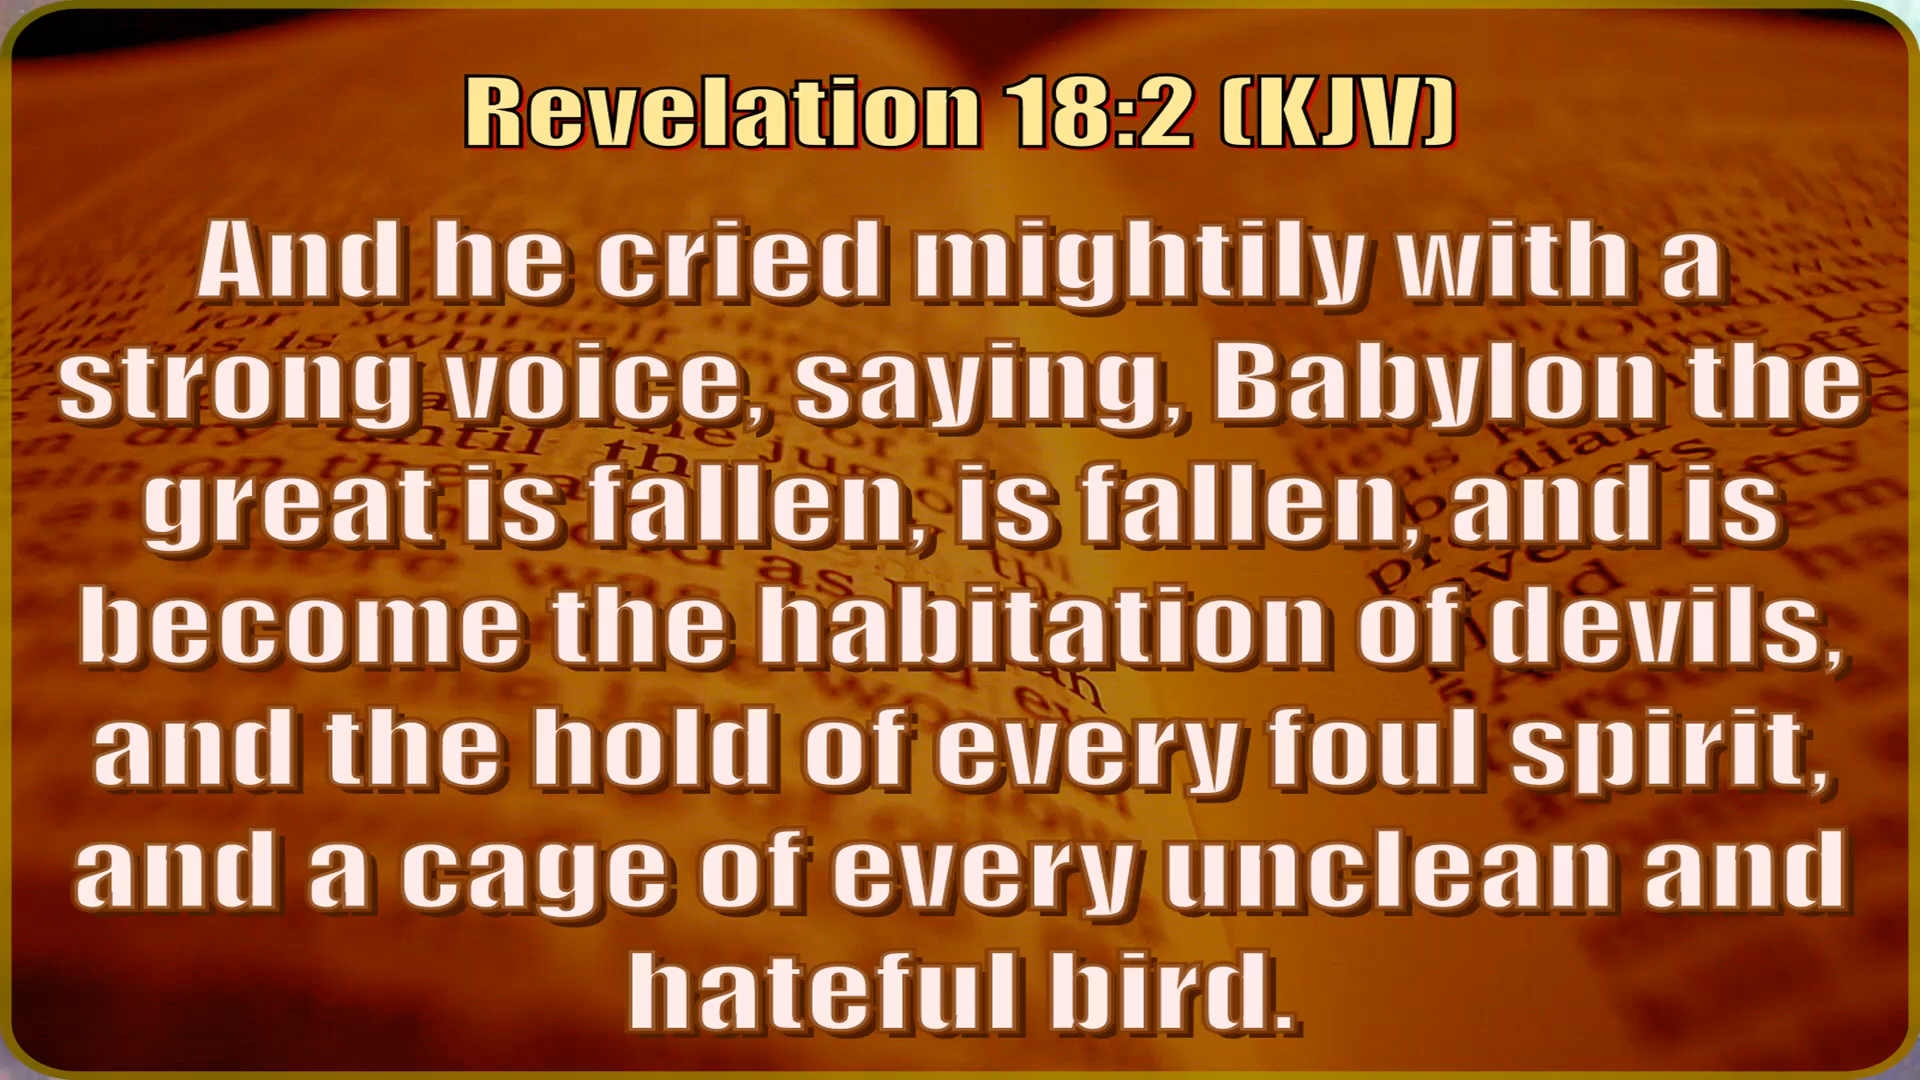 Revelation 18:2 (KJV)
And he cried mightily with a
strong voice, saying, Babylon the
great is fallen, is fallen, and is
become the habitation of devils,
and the hold of every foul spirit,
and a cage of every unclean and
hateful bird.